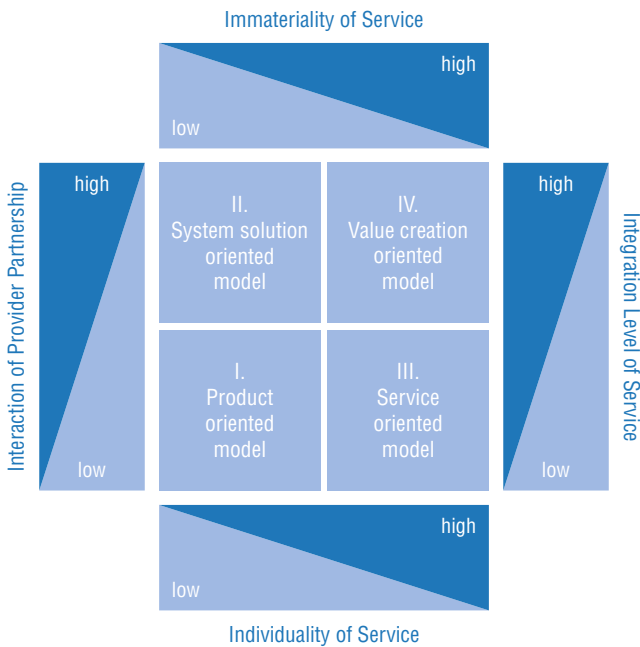 Immateriality of Service
high
low
Interaction of Provider Partnership
high
low
II.
System solution
oriented
model
IV.
Value creation
oriented
model
I.
Product
oriented
model
III.
Service
oriented
model
high
low
Integration Level of Service
high
low
Individuality of Service